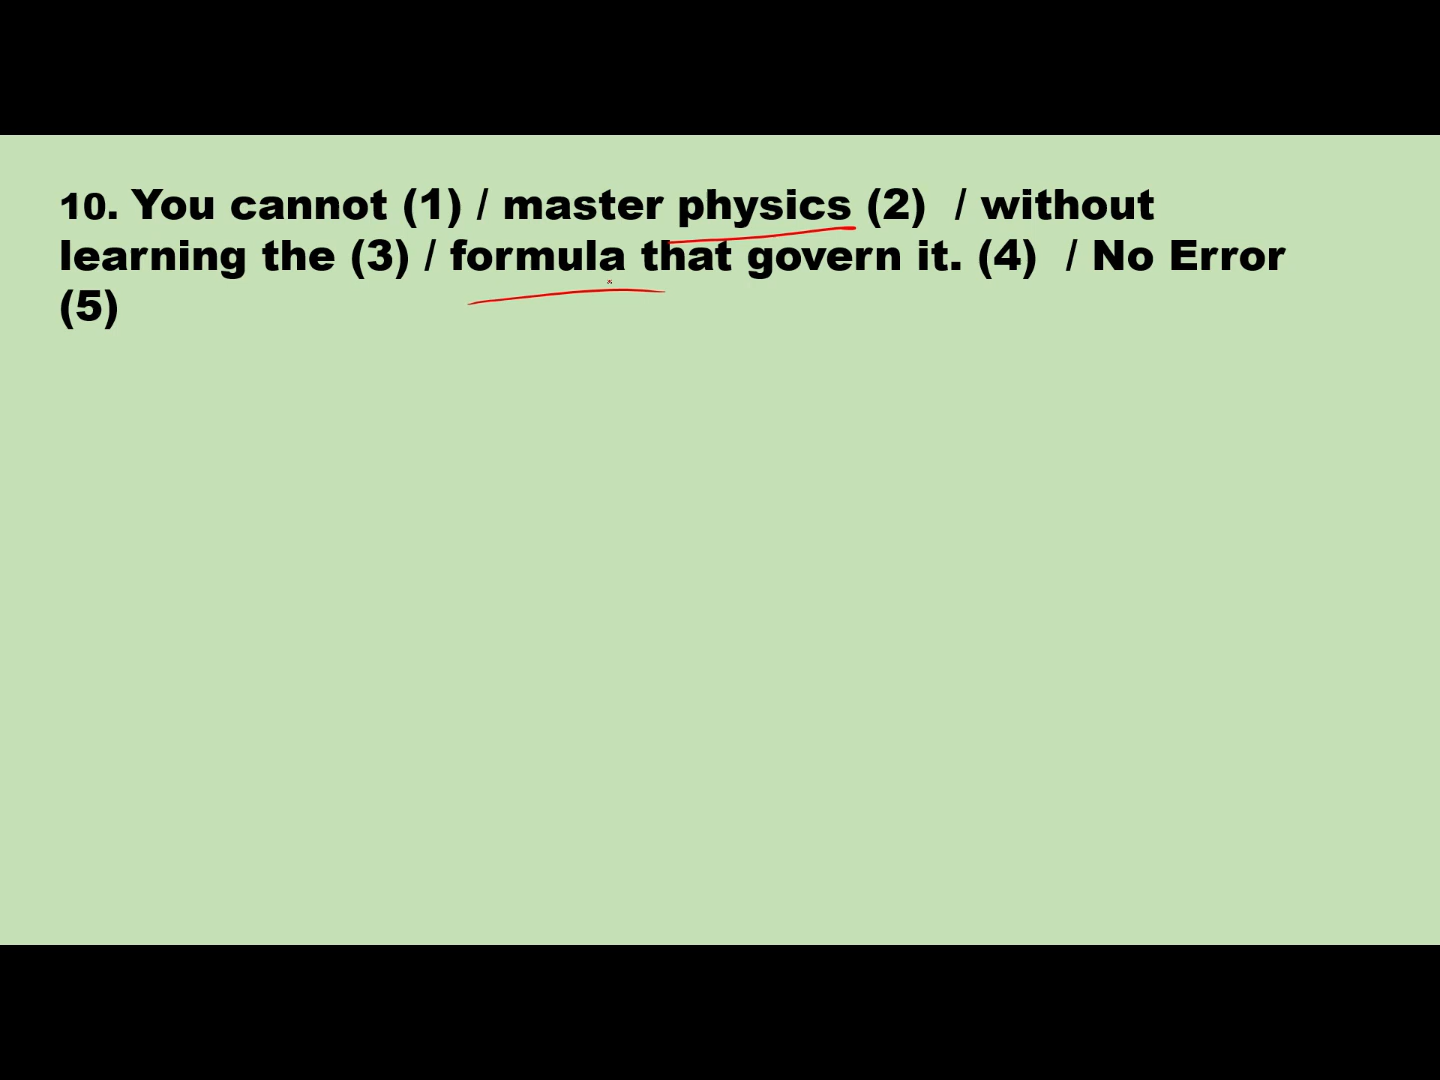 10. You cannot (1) / master physics (2)  / without
learning the (3) / formula that govern it. (4)  / No Error
(5)